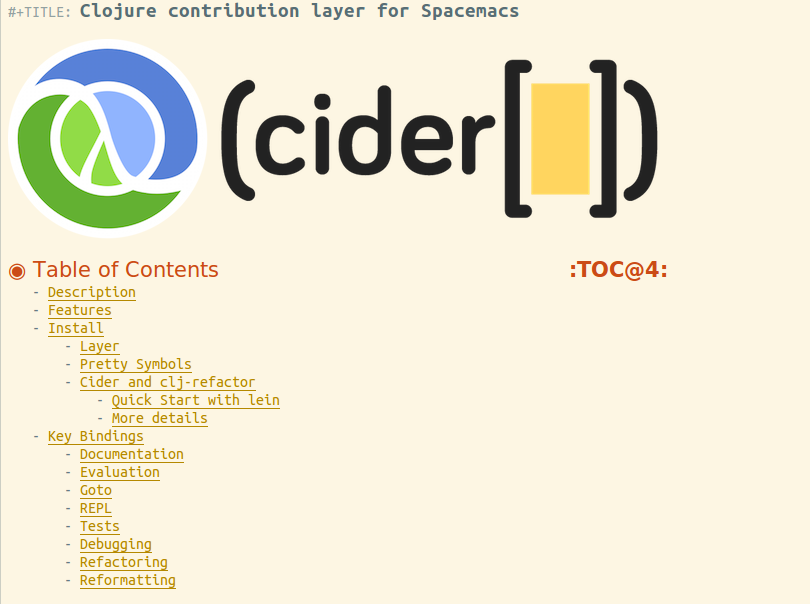 #+TITLE: Clojure contribution layer for Spacemacs
(cider[ ])
◉ Table of Contents :TOC@4:
- Description
- Features
- Install
- Layer
- Pretty Symbols
- Cider and clj-refactor
- Quick Start with lein
- More details
- Key Bindings
- Documentation
- Evaluation
- Goto
- REPL
- Tests
- Debugging
- Refactoring
- Reformatting